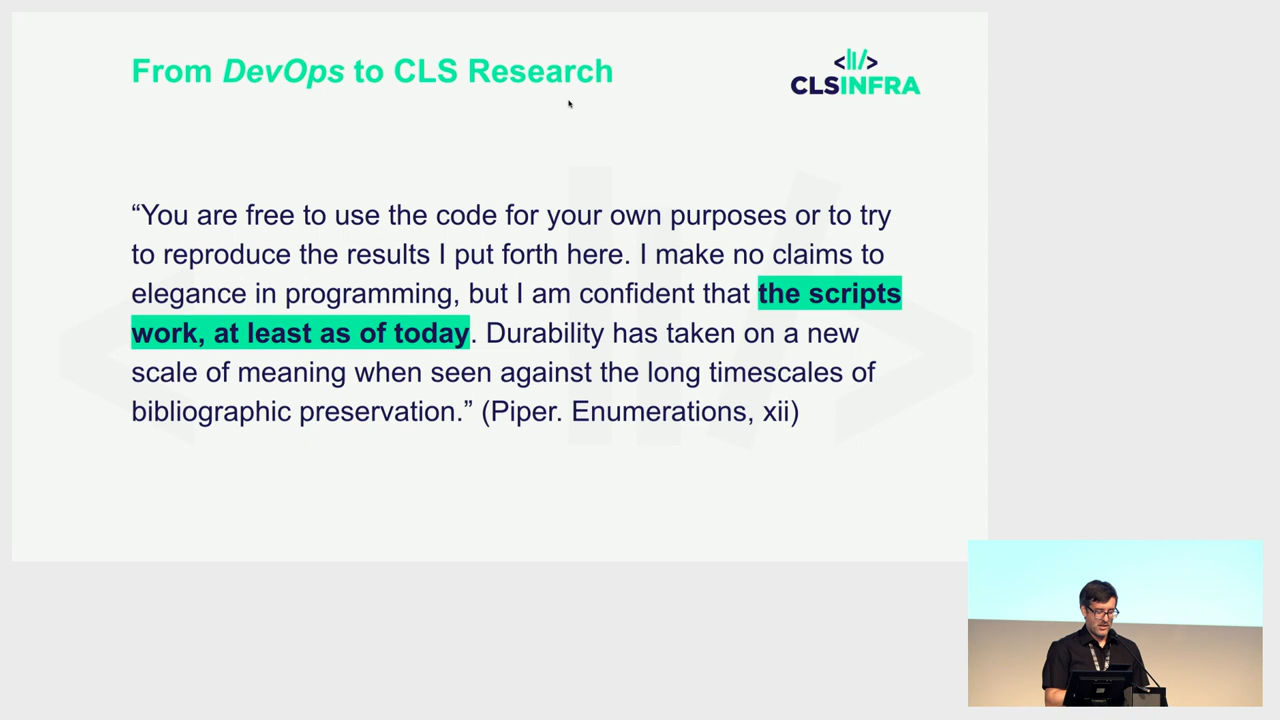 From DevOps to CLS Research
CLSINFRA
“You are free to use the code for your own purposes or to try
to reproduce the results I put forth here. I make no claims to
elegance in programming, but I am confident that the scripts
work, at least as of today. Durability has taken on a new
scale of meaning when seen against the long timescales of
bibliographic preservation.” (Piper. Enumerations, xii)